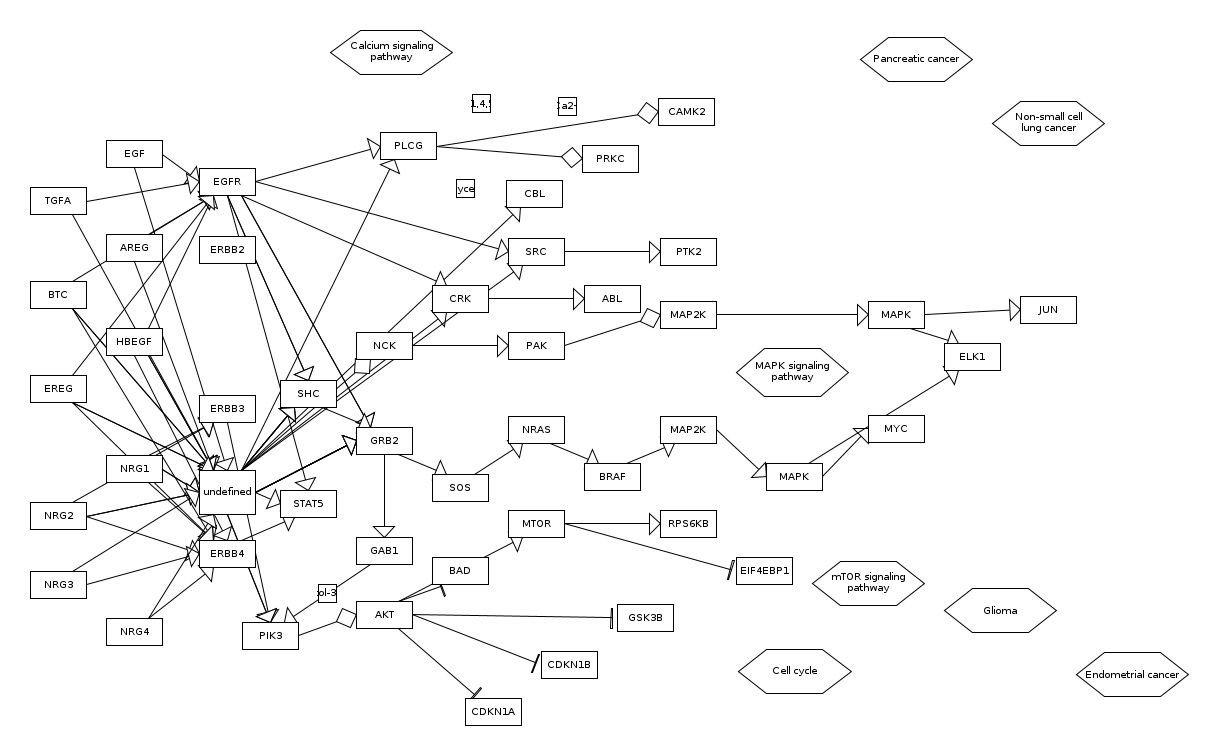 Calcium signaling
pathway
Pancreatic cancer
Non-small cell
lung cancer
1,4,5
CAMK2
PLCG
PRKC
EGF
EGFR
TGFA
yce
CBL
AREG
ERBB2
SRC
PTK2
BTC
CRK
ABL
MAP2K
MAPK
JUN
HBEGF
NCK
PAK
ELK1
MAPK signaling
pathway
EREG
SHC
ERBB3
GRB2
NRAS
MAP2K
MYC
NRG1
undefined
SOS
BRAF
MAPK
STAT5
NRG2
MTOR
RPS6KB
ERBB4
GAB1
BAD
EIF4EBP1
mTOR signaling
pathway
NRG3
ol-3
AKT
GSK3B
Glioma
NRG4
PIK3
CDKN1B
Cell cycle
Endometrial cancer
CDKN1A